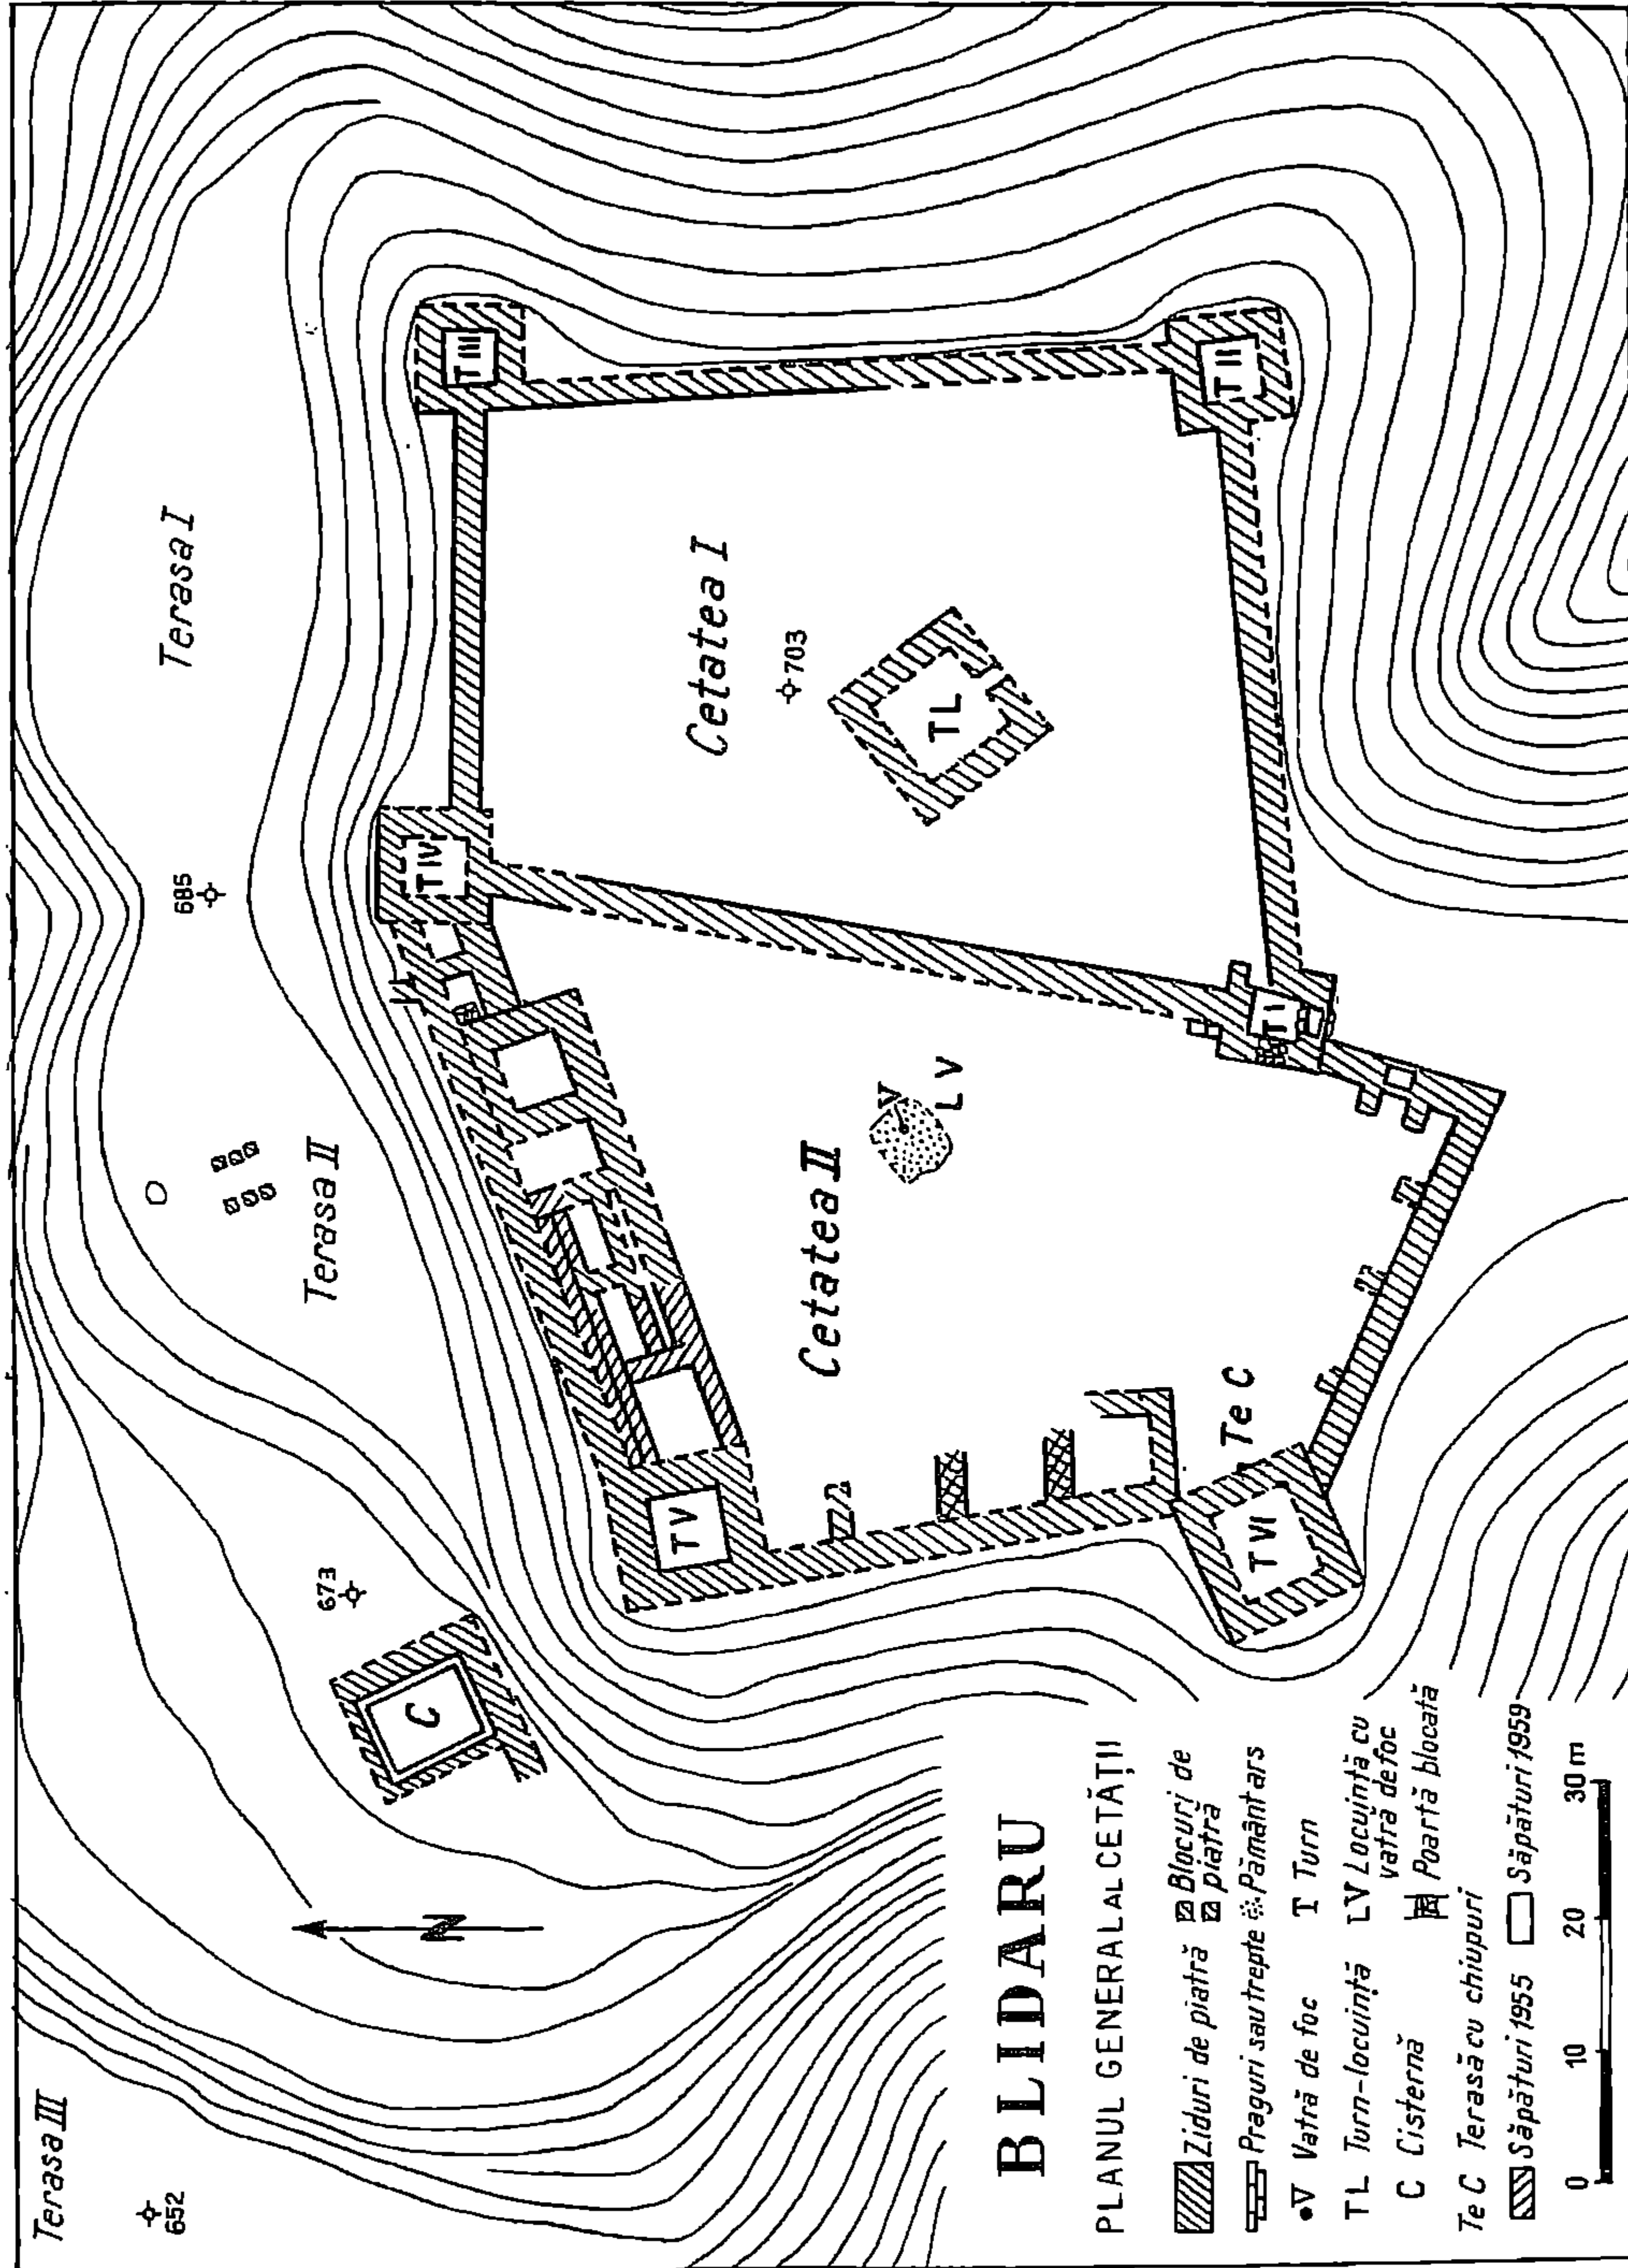 Terasa III
652
673
C
N
Terasa II
685
Terasa I
T V
T IV
T III
Cetatea II
Cetatea I
703
V
L V
TL
Te C
T VI
T I
T II
BLIDARU
PLANUL GENERAL AL CETĂȚII
Ziduri de piatră
Blocuri de
piatră
Praguri sau trepte
Pământ ars
V Vatră de foc
T Turn
TL Turn-locuință
LV Locuință cu
vatră de foc
C Cisternă
Poartă blocată
Te C Terasă cu chiupuri
Săpături 1955
Săpături 1959
0 10 20 30 m